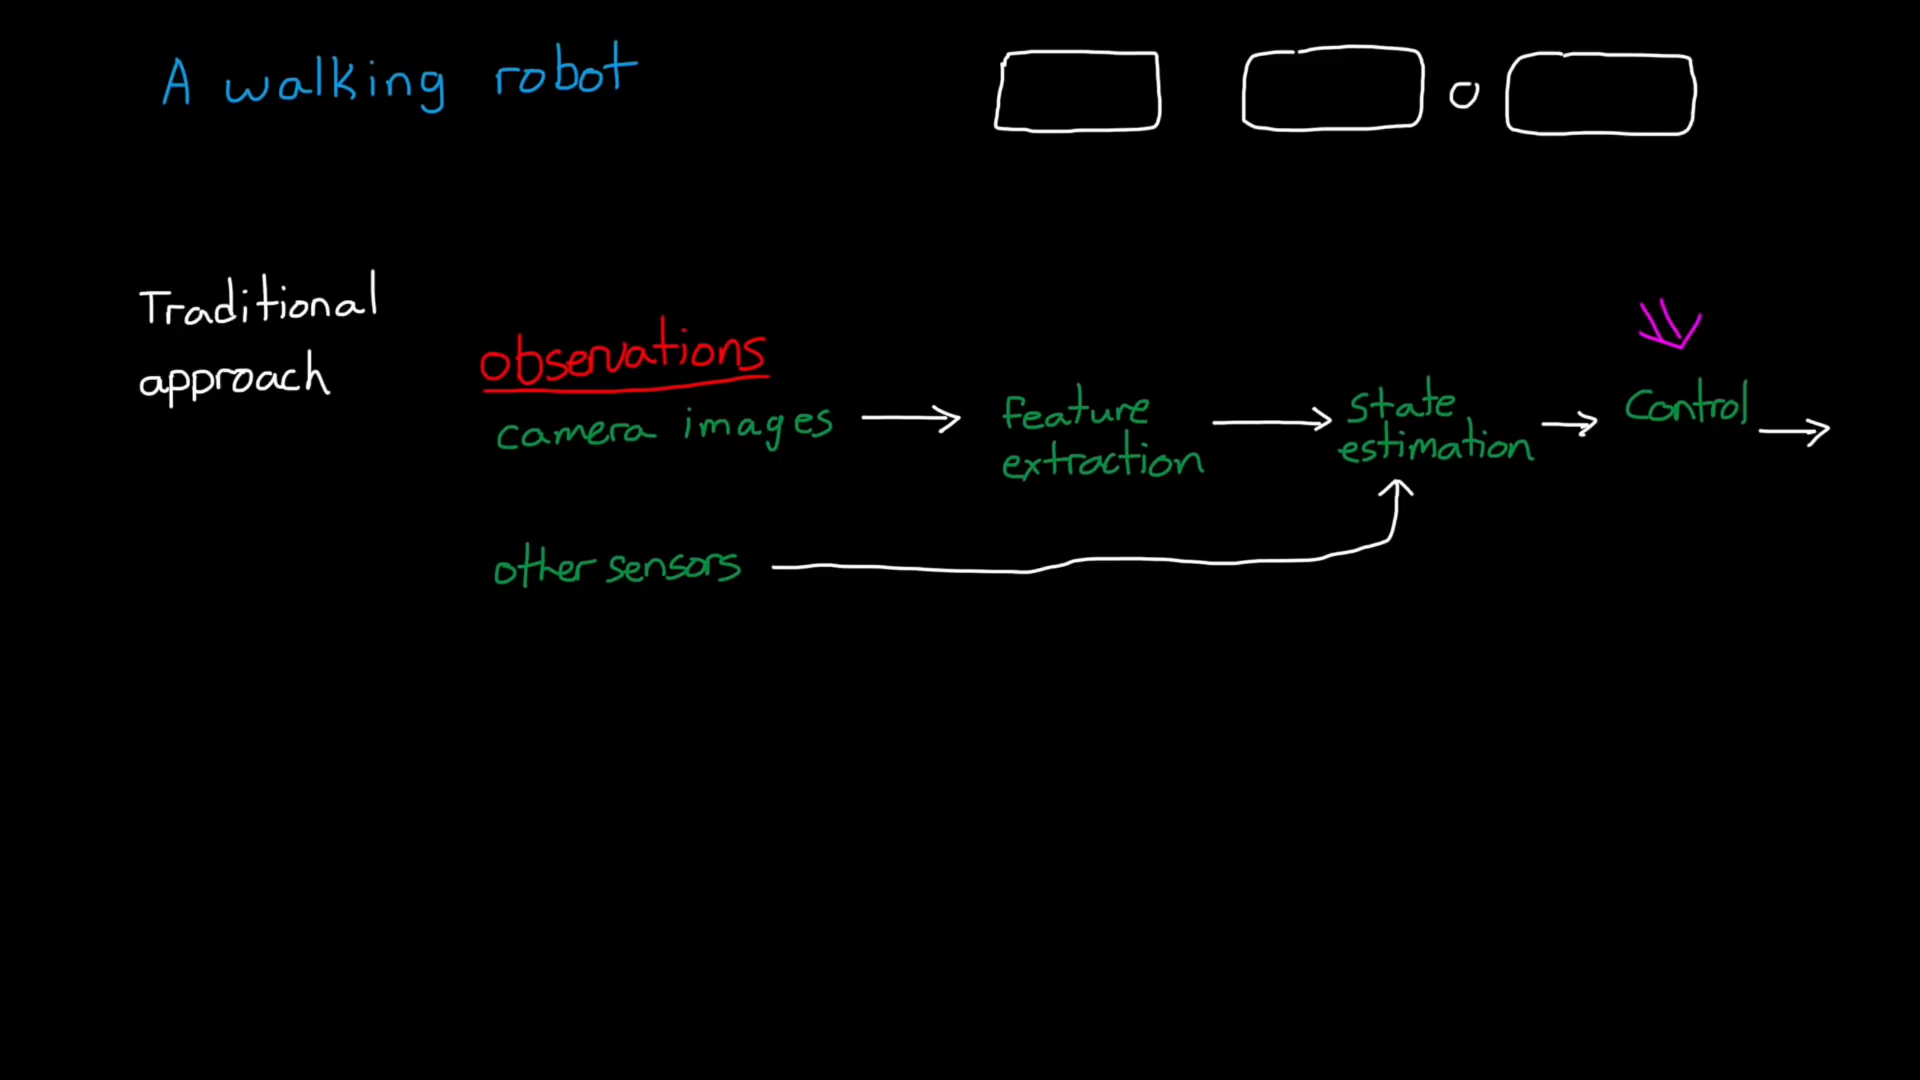 A walking robot
Traditional
approach
observations
camera images
feature
extraction
state
estimation
Control
other sensors